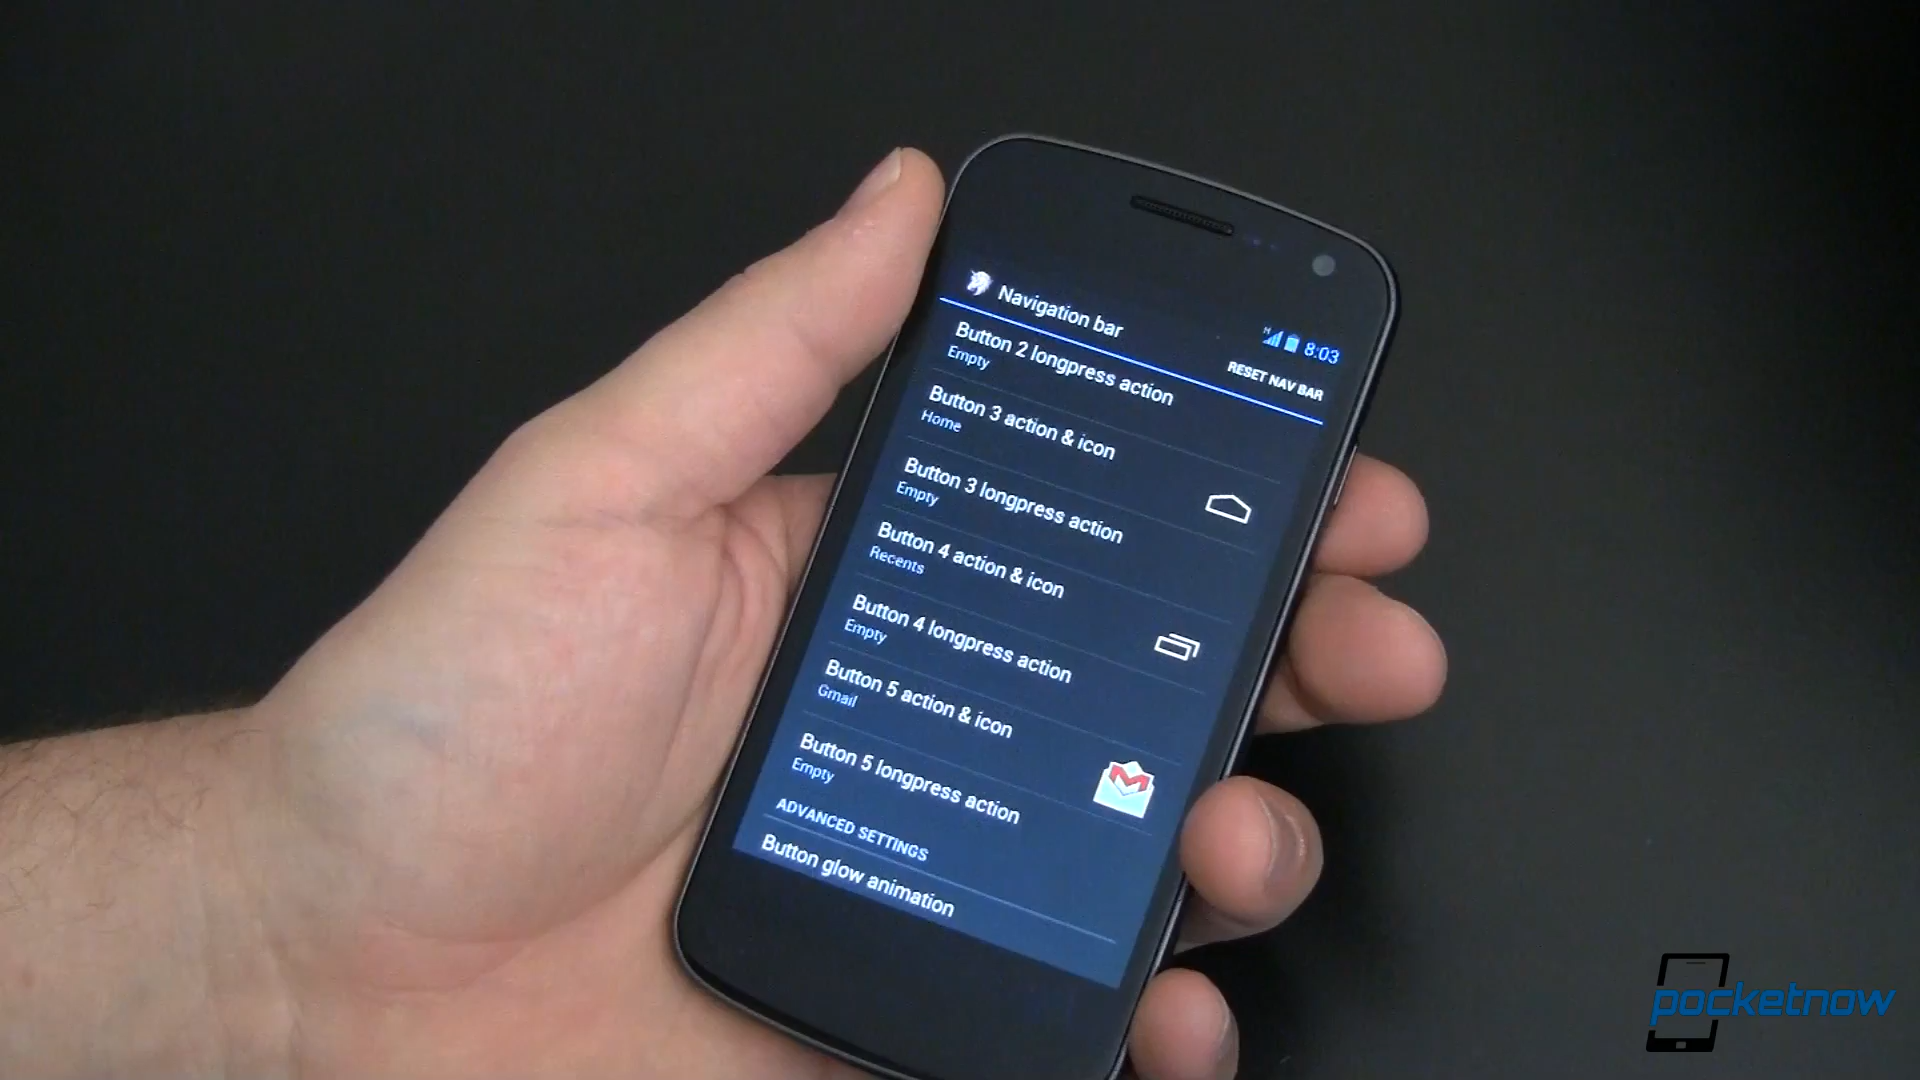 H 8:03
Navigation bar
RESET NAV BAR
Button 2 longpress action
Empty
Button 3 action & icon
Home
Button 3 longpress action
Empty
Button 4 action & icon
Recents
Button 4 longpress action
Empty
Button 5 action & icon
Gmail
Button 5 longpress action
Empty
ADVANCED SETTINGS
Button glow animation
pocketnow